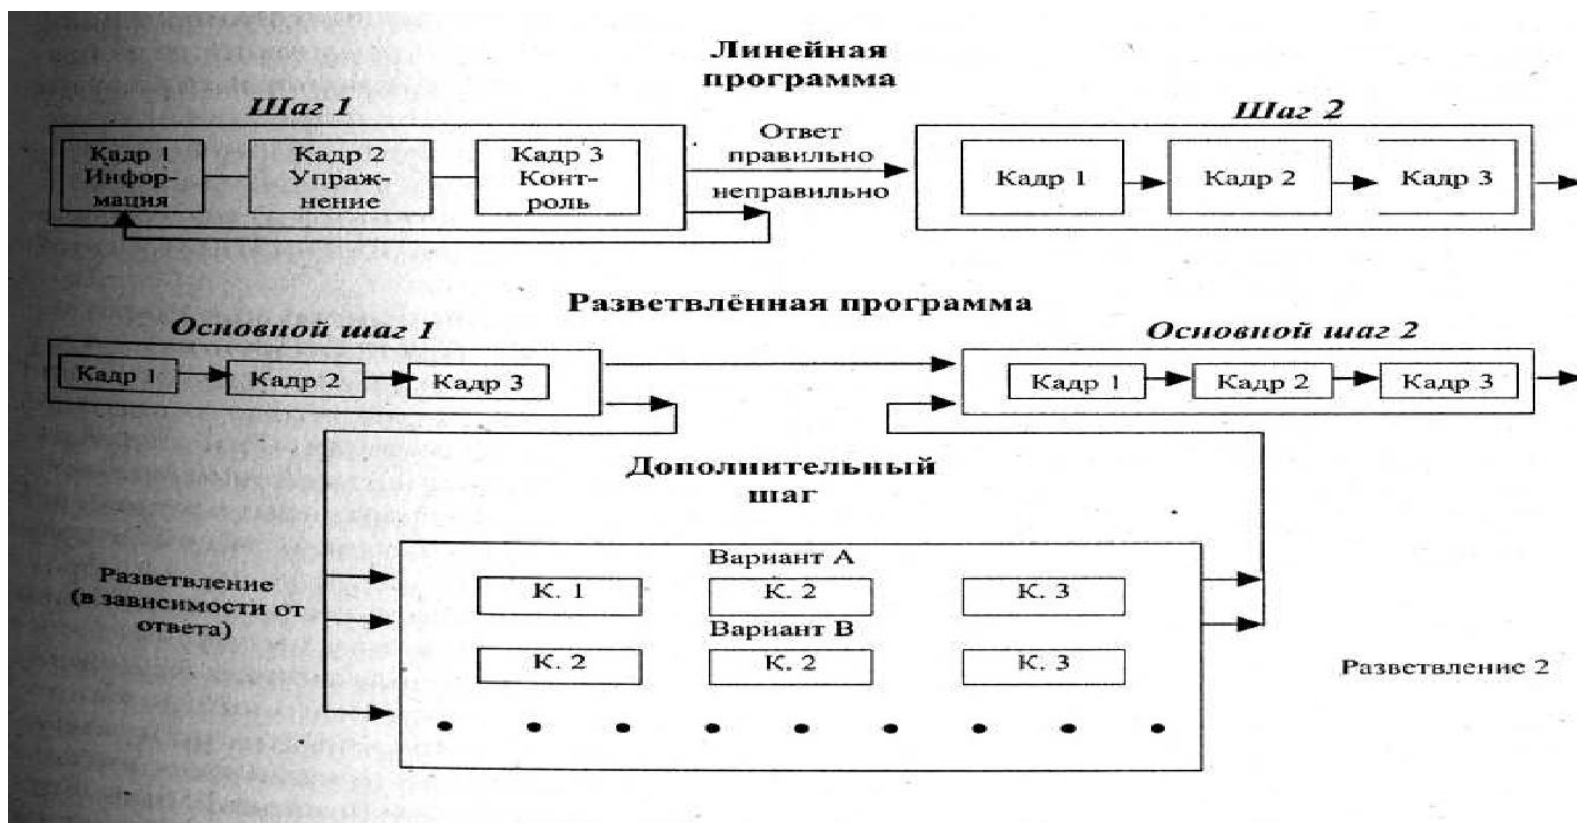 Линейная
программа
Шаг 1
Шаг 2
Кадр 1
Инфор-
мация
Кадр 2
Упраж-
нение
Кадр 3
Конт-
роль
Ответ
правильно
неправильно
Кадр 1
Кадр 2
Кадр 3
Разветвлённая программа
Основной шаг 1
Основной шаг 2
Кадр 1
Кадр 2
Кадр 3
Кадр 1
Кадр 2
Кадр 3
Дополнительный
шаг
Разветвление
(в зависимости от
ответа)
Вариант А
К. 1
К. 2
К. 3
Вариант В
К. 2
К. 2
К. 3
Разветвление 2